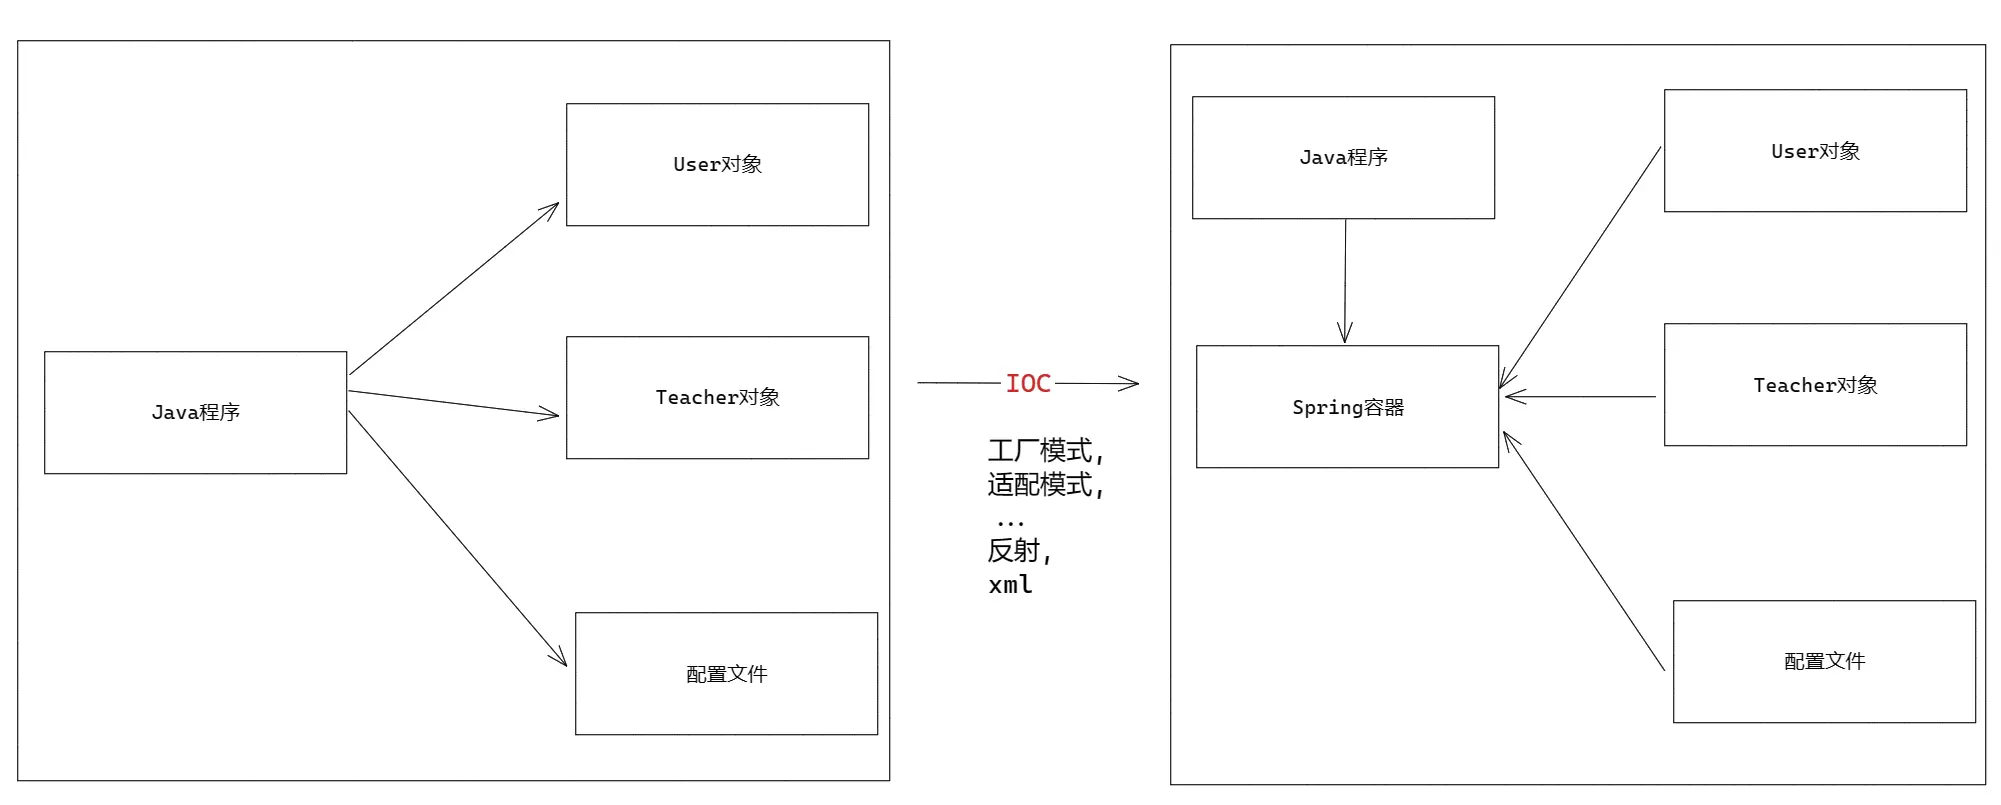 User对象
Teacher对象
Java程序
配置文件
IOC
工厂模式,
适配模式,
...
反射,
xml
Java程序
User对象
Spring容器
Teacher对象
配置文件